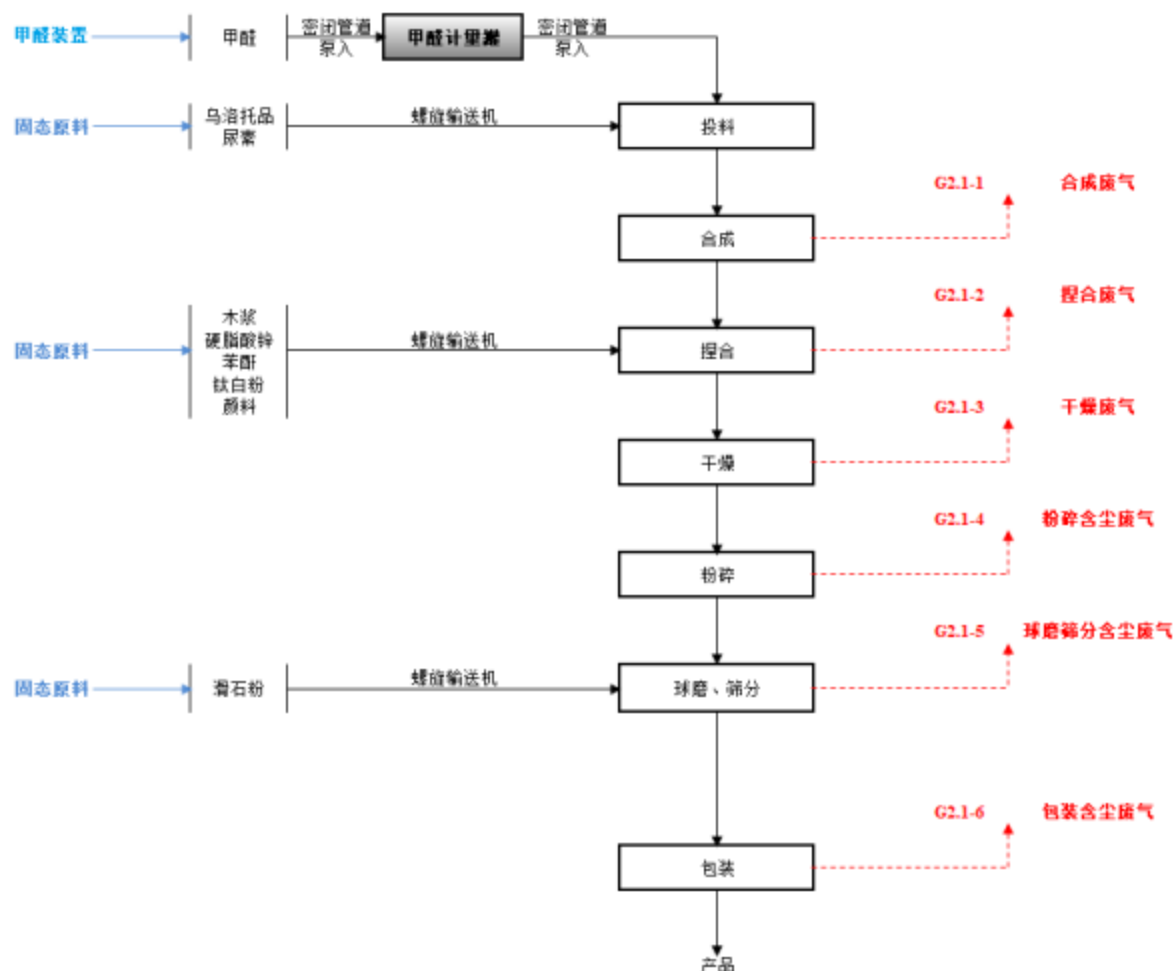 甲醛装置
甲醛
密闭管道
泵入
甲醛计量罐
密闭管道
泵入
固态原料
乌洛托品
尿素
螺旋输送机
投料
G2.1-1
合成废气
合成
G2.1-2
捏合废气
固态原料
木浆
硬脂酸锌
苯酐
钛白粉
颜料
螺旋输送机
捏合
G2.1-3
干燥废气
干燥
G2.1-4
粉碎含尘废气
粉碎
G2.1-5
球磨筛分含尘废气
固态原料
滑石粉
螺旋输送机
球磨、筛分
G2.1-6
包装含尘废气
包装
产品